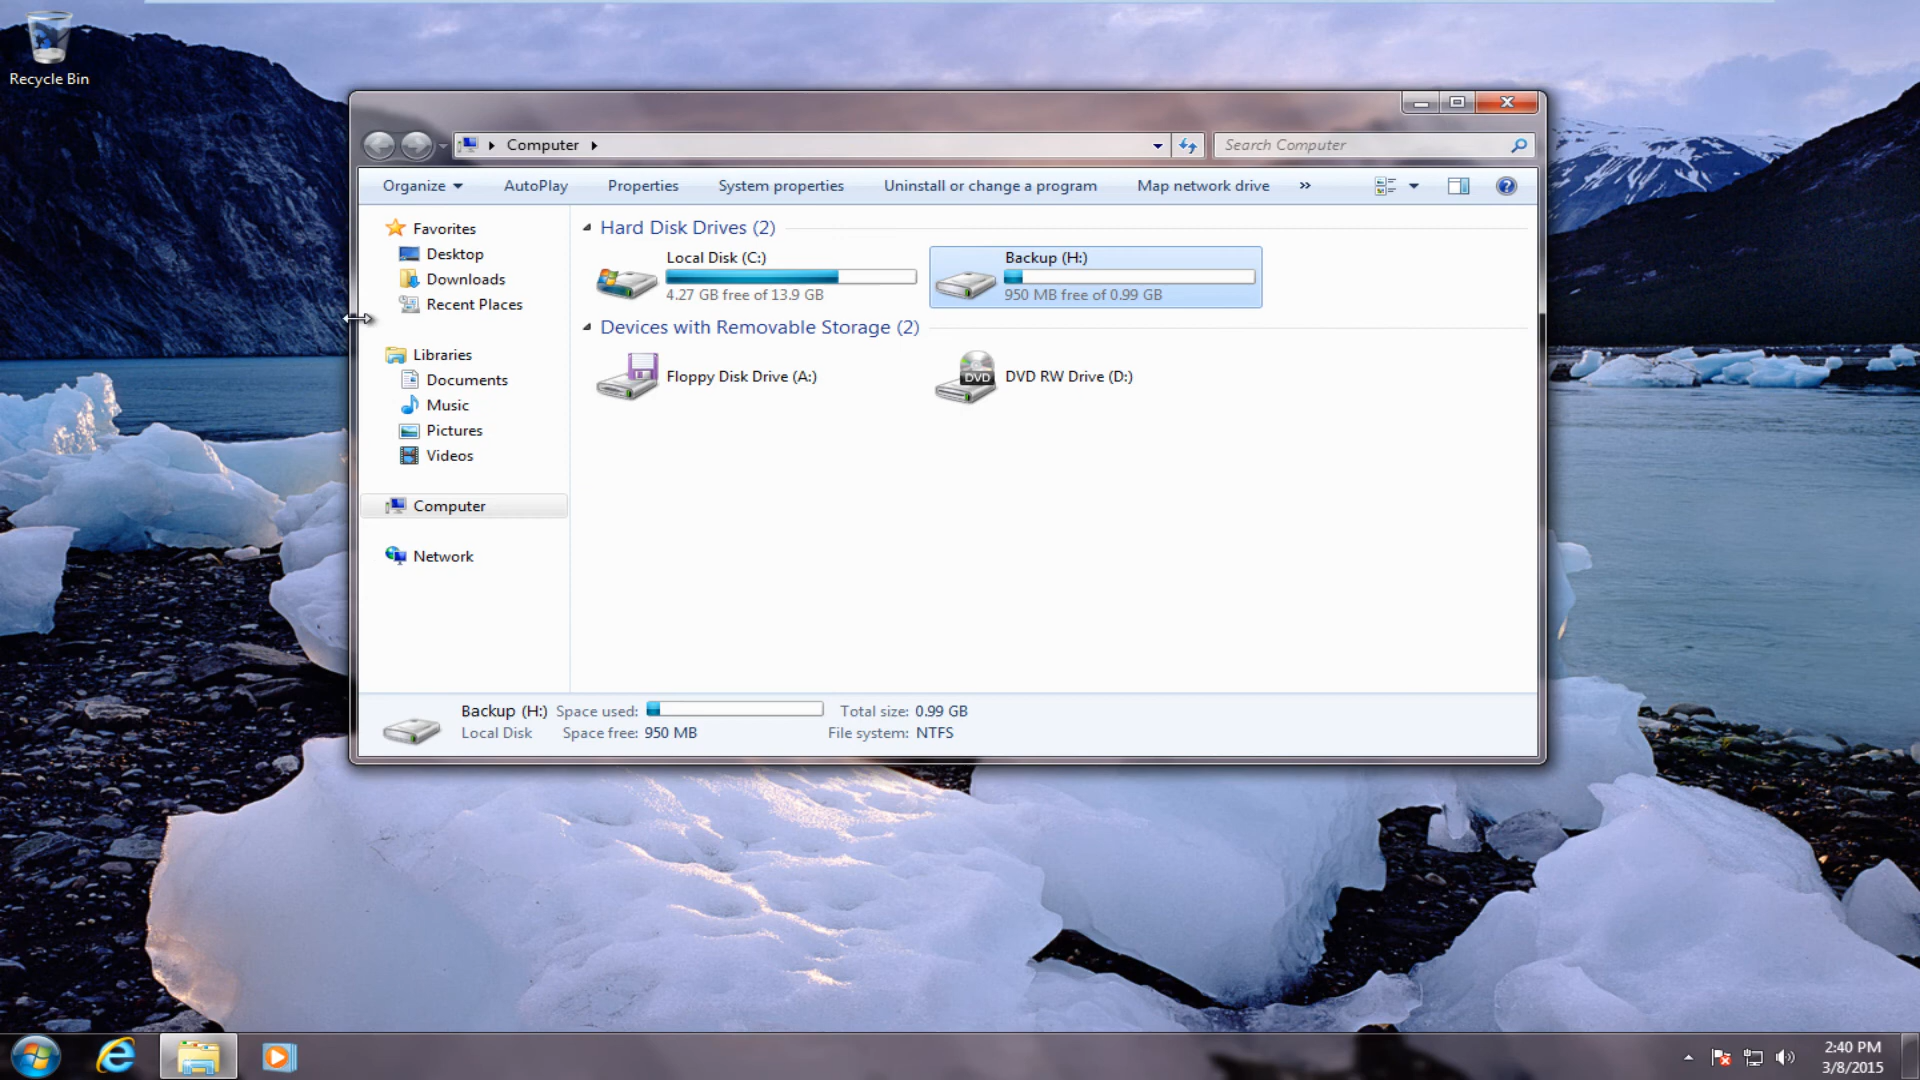 Recycle Bin
Computer
Search Computer
Organize
AutoPlay
Properties
System properties
Uninstall or change a program
Map network drive
»
Favorites
Desktop
Downloads
Recent Places
Libraries
Documents
Music
Pictures
Videos
Computer
Network
Hard Disk Drives (2)
Local Disk (C:)
4.27 GB free of 13.9 GB
Backup (H:)
950 MB free of 0.99 GB
Devices with Removable Storage (2)
Floppy Disk Drive (A:)
DVD
DVD RW Drive (D:)
Backup (H:) Space used: Total size: 0.99 GB
Local Disk Space free: 950 MB File system: NTFS
2:40 PM
3/8/2015